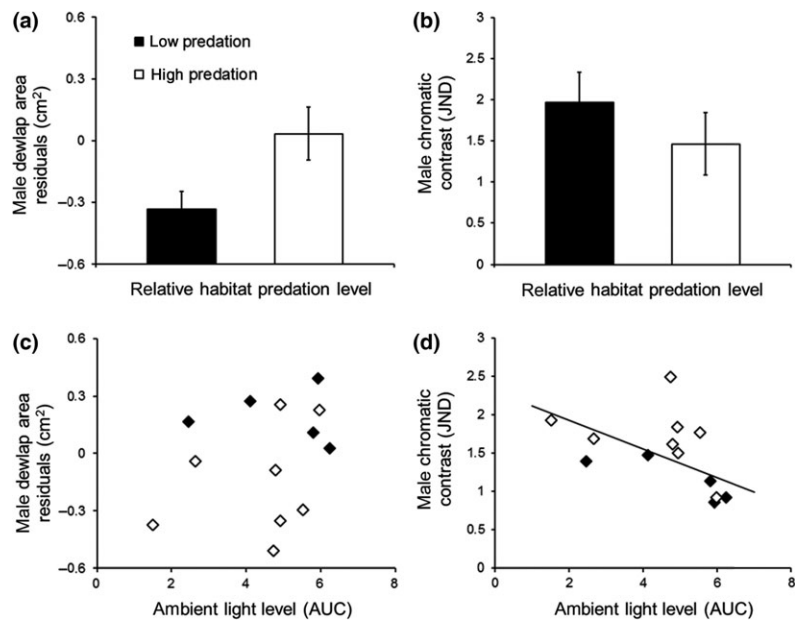 (a)
0.6
0.3
0
–0.3
–0.6
Male dewlap area
residuals (cm²)
Low predation
High predation
Relative habitat predation level
(b)
3
2.5
2
1.5
1
0.5
0
Male chromatic
contrast (JND)
Relative habitat predation level
(c)
0.6
0.3
0
–0.3
–0.6
Male dewlap area
residuals (cm²)
0 2 4 6 8
Ambient light level (AUC)
(d)
3
2.5
2
1.5
1
0.5
0
Male chromatic
contrast (JND)
0 2 4 6 8
Ambient light level (AUC)